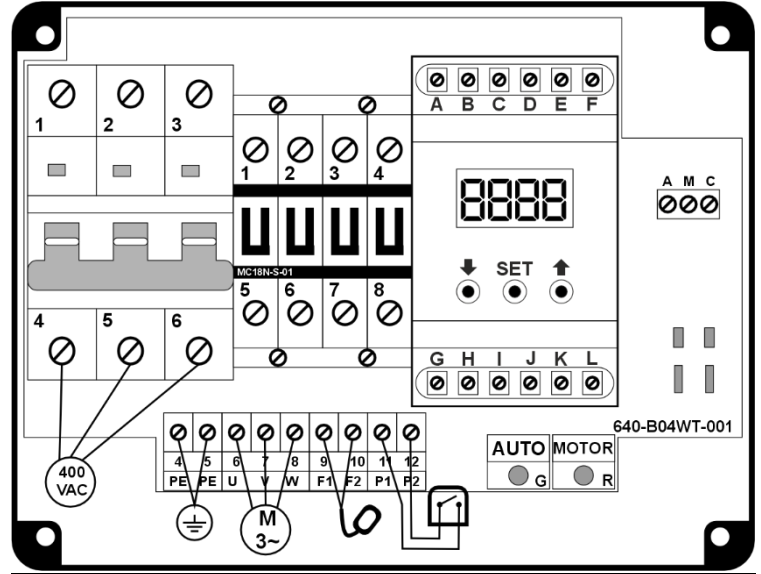 A B C D E F
1 2 3
1 2 3 4
A M C
8888
SET
MC18N-S-01
5 6 7 8
4 5 6
G H I J K L
640-B04WT-001
4 5 6 7 8 9 10 11 12
PE PE U V W F1 F2 P1 P2
AUTO MOTOR
G R
400
VAC
M
3~